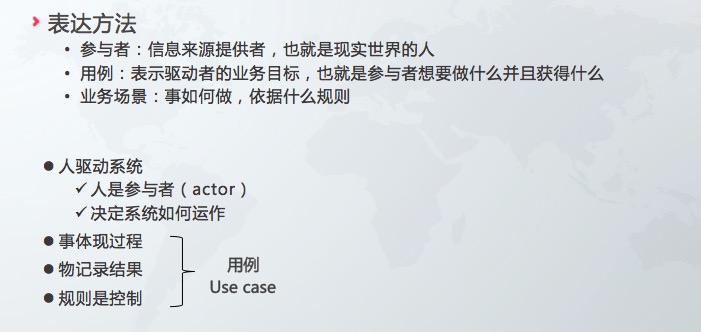 表达方法
• 参与者：信息来源提供者，也就是现实世界的人
• 用例：表示驱动者的业务目标，也就是参与者想要做什么并且获得什么
• 业务场景：事如何做，依据什么规则
● 人驱动系统
✓ 人是参与者（actor）
✓ 决定系统如何运作
● 事体现过程
● 物记录结果
● 规则是控制
用例
Use case